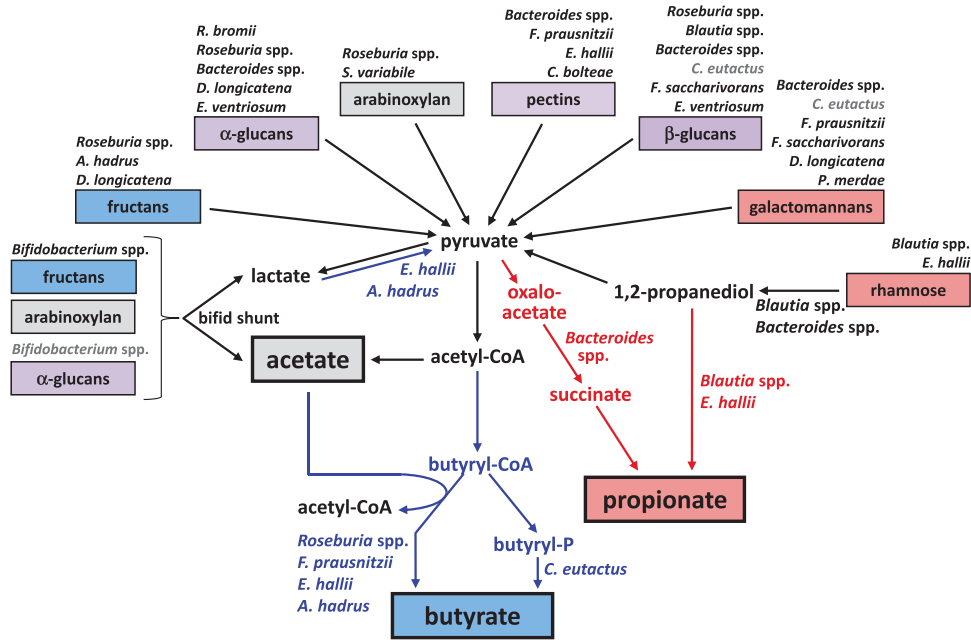 R. bromii
Roseburia spp.
Bacteroides spp.
D. longicatena
E. ventriosum
α-glucans
Roseburia spp.
S. variabile
arabinoxylan
Bacteroides spp.
F. prausnitzii
E. hallii
C. bolteae
pectins
Roseburia spp.
Blautia spp.
Bacteroides spp.
C. eutactus
F. saccharivorans
E. ventriosum
β-glucans
Bacteroides spp.
C. eutactus
F. prausnitzii
F. saccharivorans
D. longicatena
P. merdae
galactomannans
Roseburia spp.
A. hadrus
D. longicatena
fructans
Bifidobacterium spp.
fructans
arabinoxylan
Bifidobacterium spp.
α-glucans
bifid shunt
lactate
E. hallii
A. hadrus
pyruvate
oxalo-
acetate
1,2-propanediol
Blautia spp.
E. hallii
rhamnose
Blautia spp.
Bacteroides spp.
acetate
acetyl-CoA
Bacteroides
spp.
succinate
Blautia spp.
E. hallii
butyryl-CoA
acetyl-CoA
propionate
Roseburia spp.
F. prausnitzii
E. hallii
A. hadrus
butyryl-P
C. eutactus
butyrate